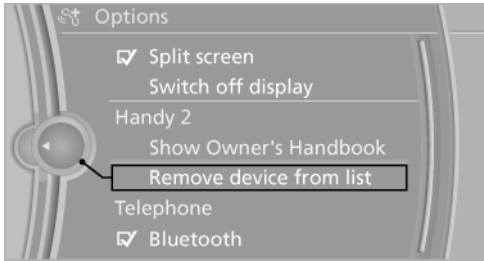 Options
Split screen
Switch off display
Handy 2
Show Owner's Handbook
Remove device from list
Telephone
Bluetooth